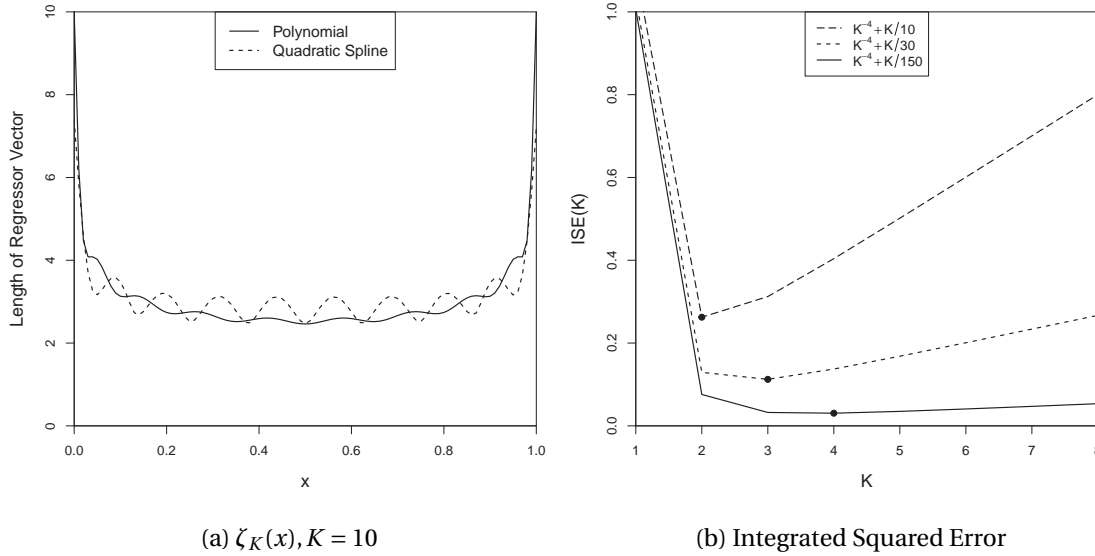 Polynomial
Quadratic Spline
Length of Regressor Vector
10
8
6
4
2
0
0.0 0.2 0.4 0.6 0.8 1.0
x
(a) ζ_K(x), K = 10
K⁻⁴+K/10
K⁻⁴+K/30
K⁻⁴+K/150
ISE(K)
1.0
0.8
0.6
0.4
0.2
0.0
1 2 3 4 5 6 7 8
K
(b) Integrated Squared Error